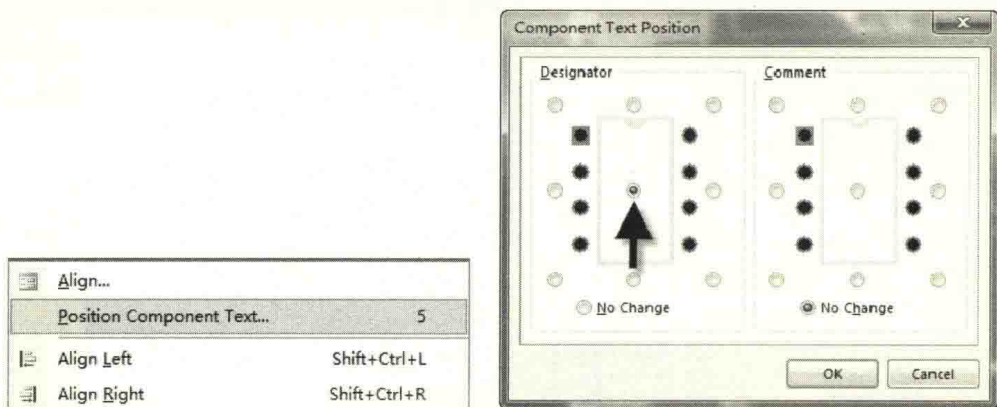 Component Text Position
Designator
Comment
No Change
No Change
OK
Cancel
Align...
Position Component Text... 5
Align Left Shift+Ctrl+L
Align Right Shift+Ctrl+R